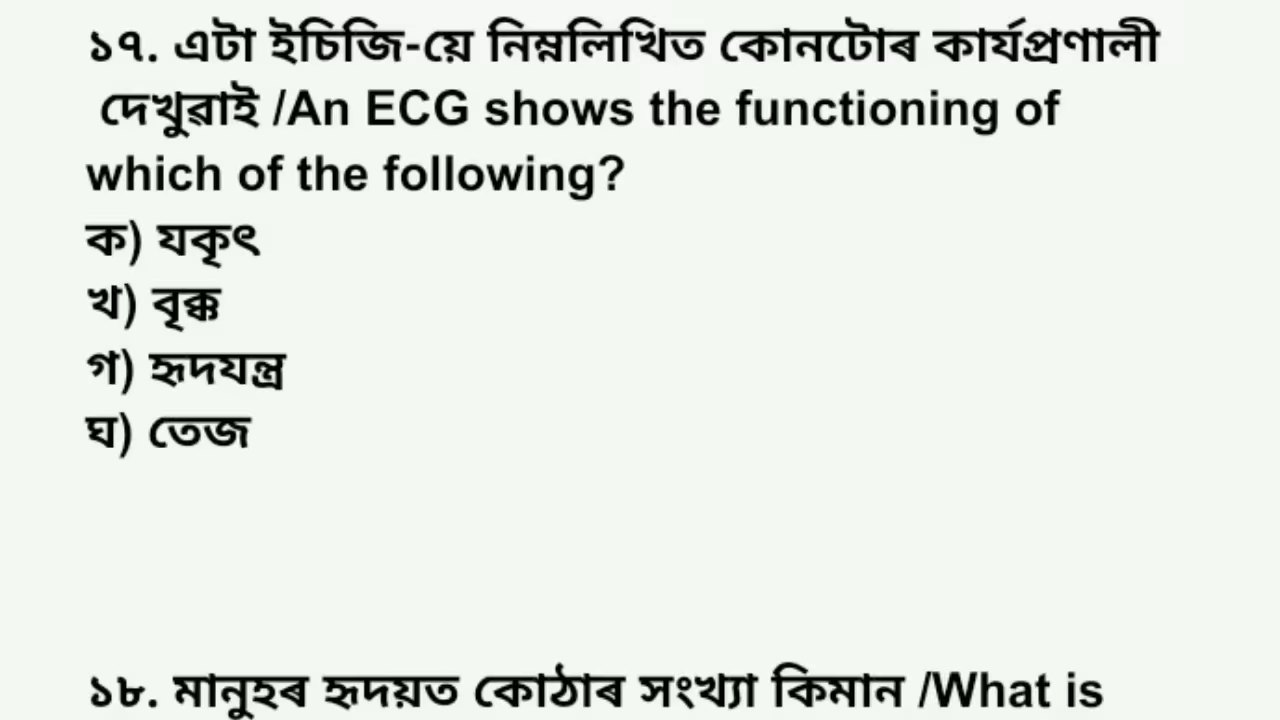 ১৭. এটা ইচিজি-য়ে নিম্নলিখিত কোনটোৰ কাৰ্যপ্ৰণালী
দেখুৱাই /An ECG shows the functioning of
which of the following?
ক) যকৃৎ
খ) বৃক্ক
গ) হৃদযন্ত্ৰ
ঘ) তেজ
১৮. মানুহৰ হৃদয়ত কোঠাৰ সংখ্যা কিমান /What is